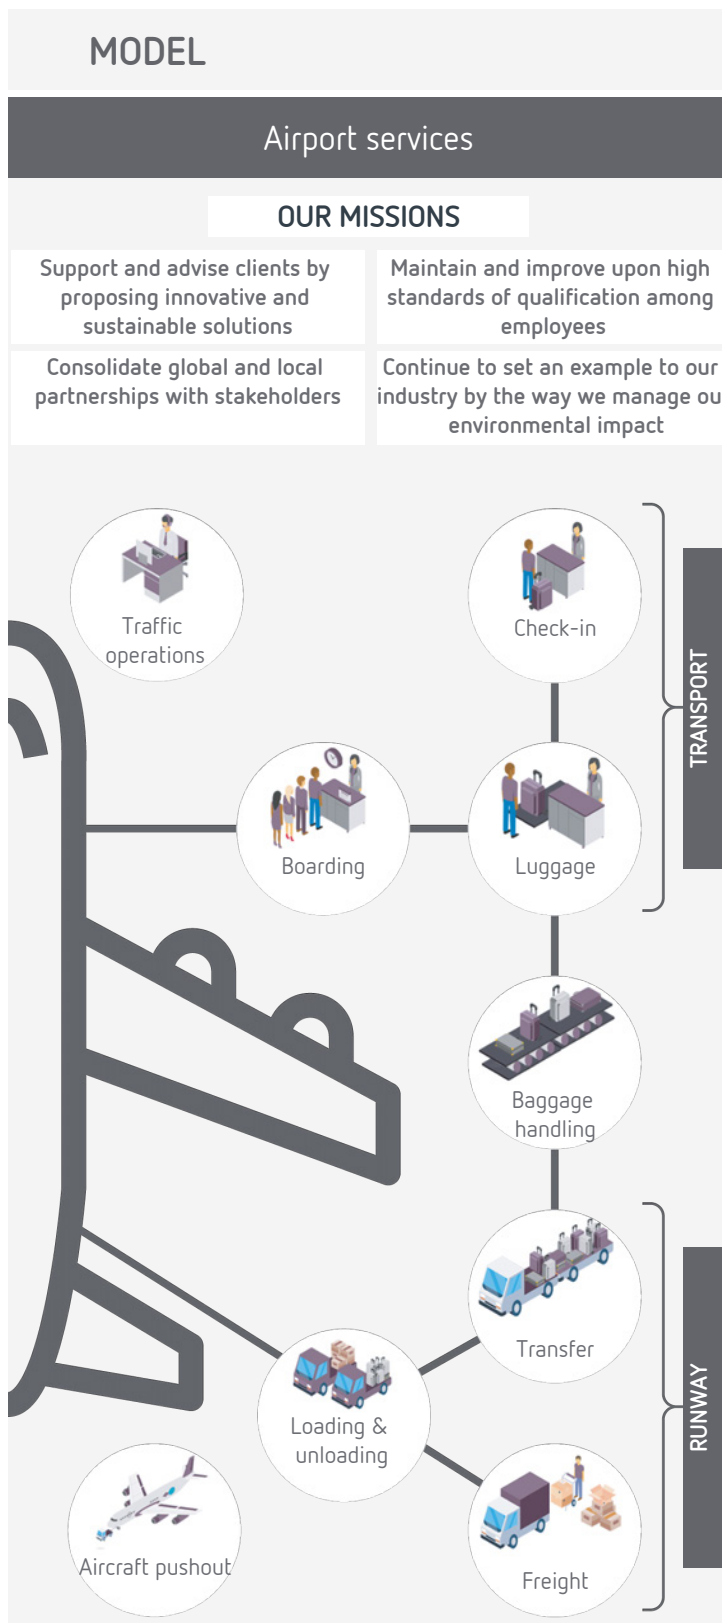 MODEL
Airport services
OUR MISSIONS
Support and advise clients by
proposing innovative and
sustainable solutions
Maintain and improve upon high
standards of qualification among
employees
Consolidate global and local
partnerships with stakeholders
Continue to set an example to our
industry by the way we manage ou
environmental impact
Traffic
operations
Check-in
TRANSPORT
Boarding
Luggage
Baggage
handling
Transfer
RUNWAY
Loading &
unloading
Aircraft pushout
Freight